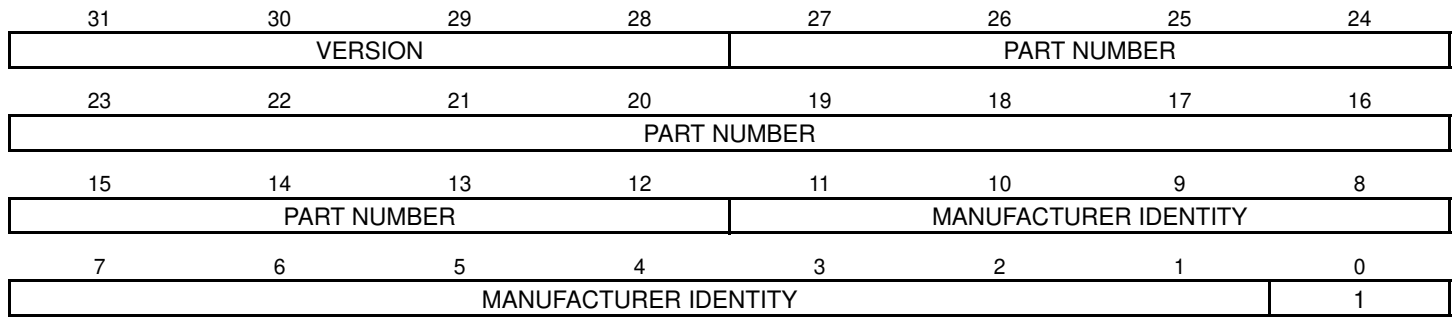 31 30 29 28 27 26 25 24
VERSION PART NUMBER
23 22 21 20 19 18 17 16
PART NUMBER
15 14 13 12 11 10 9 8
PART NUMBER MANUFACTURER IDENTITY
7 6 5 4 3 2 1 0
MANUFACTURER IDENTITY 1